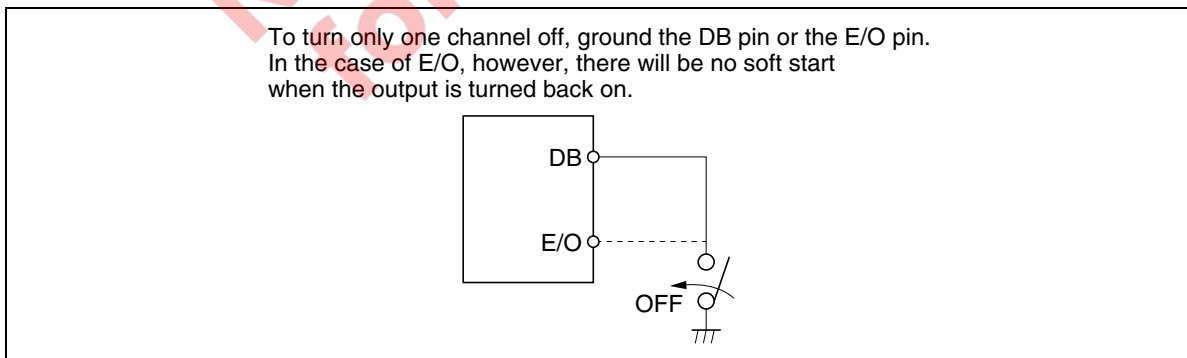 To turn only one channel off, ground the DB pin or the E/O pin.
In the case of E/O, however, there will be no soft start
when the output is turned back on.
DB
E/O
OFF